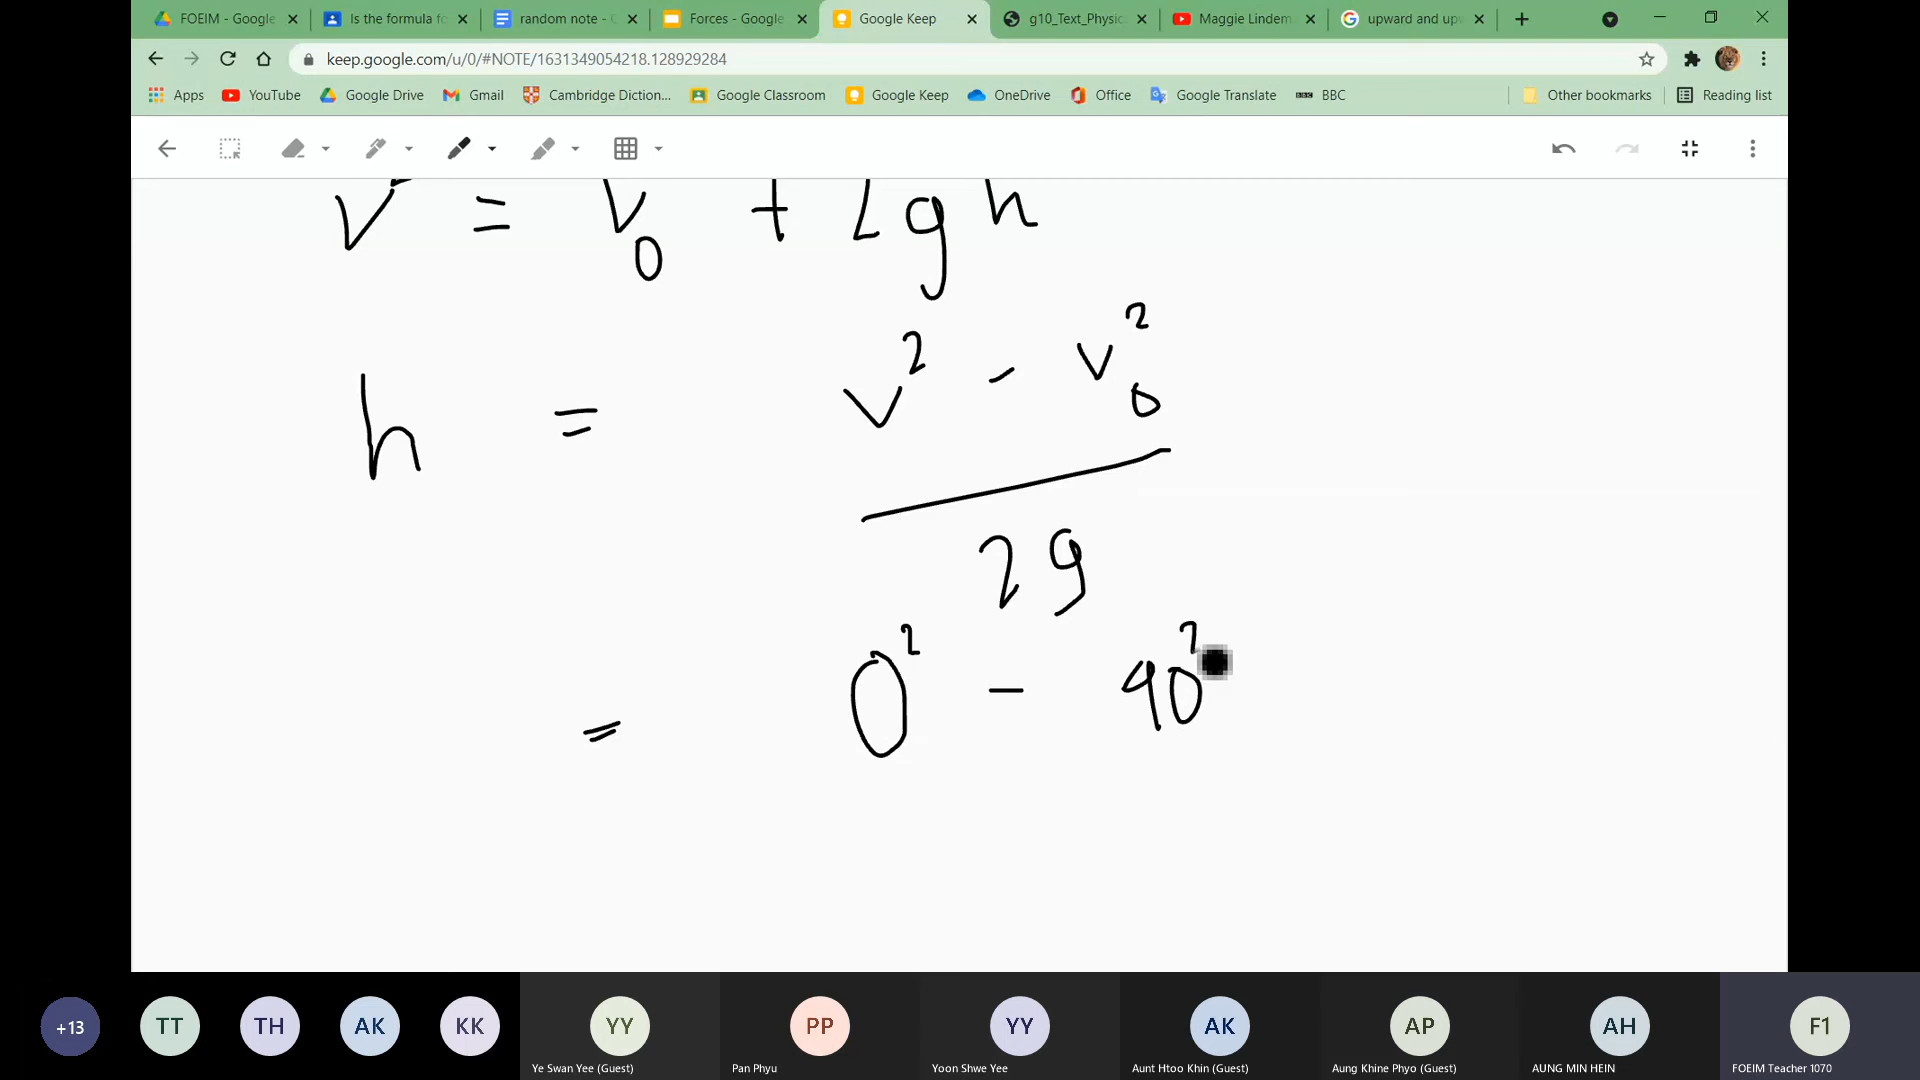 FOEIM - Google
Is the formula fo
random note - G
Forces - Google
Google Keep
g10_Text_Physic
Maggie Lindem
upward and up
keep.google.com/u/0/#NOTE/1631349054218.128929284
Apps
YouTube
Google Drive
Gmail
Cambridge Diction...
Google Classroom
Google Keep
OneDrive
Office
Google Translate
BBC
Other bookmarks
Reading list
V = V₀ + 2gh
h = v² - v₀²
2g
= 0² - 40²
+13
TT
TH
AK
KK
YY
PP
YY
AK
AP
AH
F1
Ye Swan Yee (Guest)
Pan Phyu
Yoon Shwe Yee
Aunt Htoo Khin (Guest)
Aung Khine Phyo (Guest)
AUNG MIN HEIN
FOEIM Teacher 1070